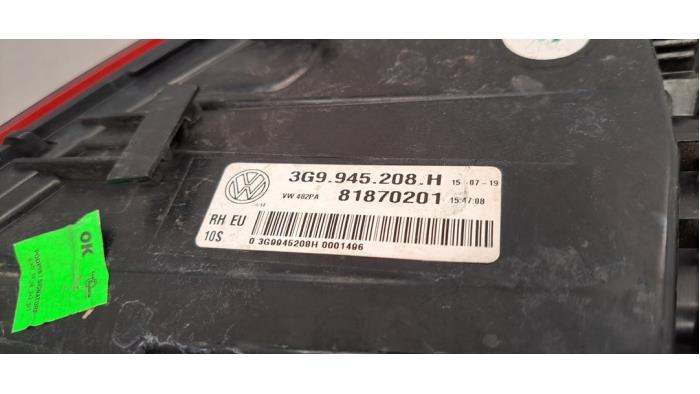 3G9.945.208.H 15-07-19
VW 482PA 81870201 15:47:08
RH EU
10S
0 3G9945208H 0001496
OK